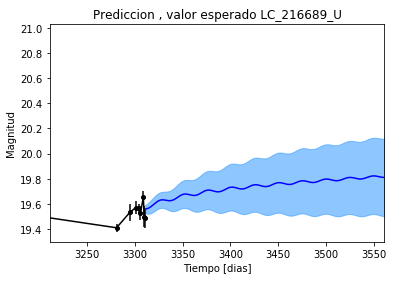 Prediccion , valor esperado LC_216689_U
21.0
20.8
20.6
20.4
20.2
20.0
19.8
19.6
19.4
Magnitud
3250 3300 3350 3400 3450 3500 3550
Tiempo [dias]